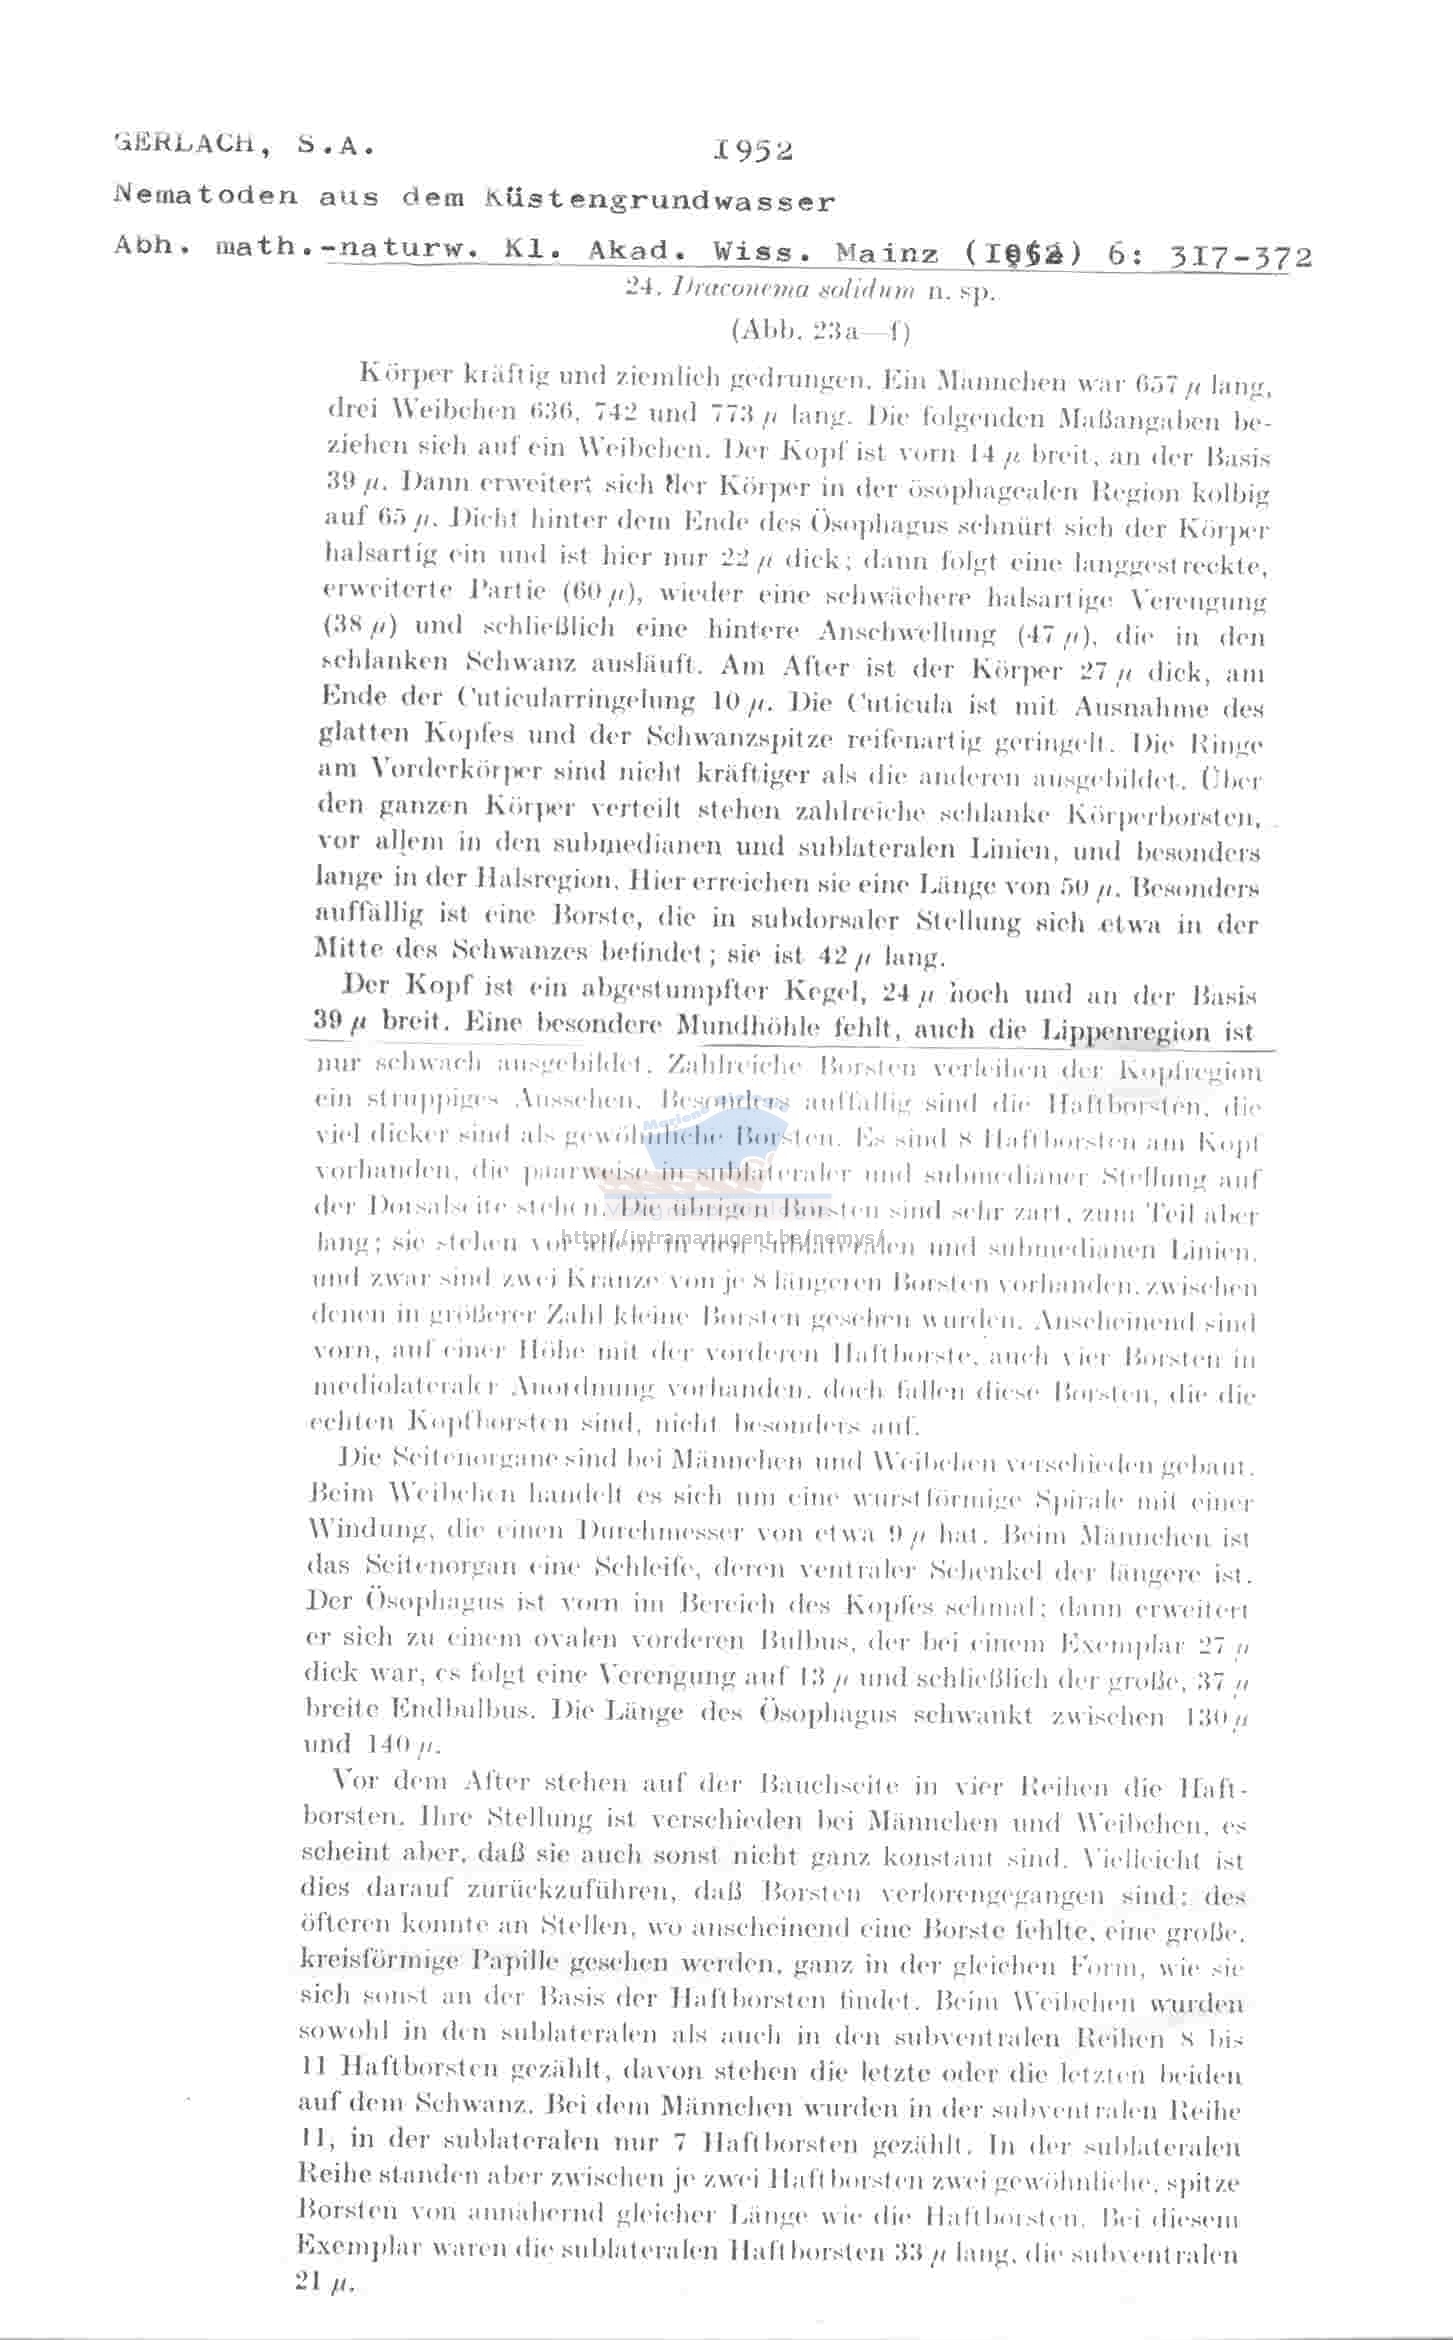 GERLACH, S.A. 1952
Nematoden aus dem Küstengrundwasser
Abh. math.-naturw. Kl. Akad. Wiss. Mainz 6: 317-372
24. Draconema solidum n. sp.
(Abb. 23a—f)
Körper kräftig und ziemlich gedrungen. Ein Männchen war 657 µ lang,
drei Weibchen 636, 742 und 773 µ lang. Die folgenden Maßangaben be-
ziehen sich auf ein Weibchen. Der Kopf ist vorn 14 µ breit, an der Basis
39 µ. Dann erweitert sich der Körper in der ösophagealen Region kolbig
auf 65 µ. Dicht hinter dem Ende des Ösophagus schnürt sich der Körper
halsartig ein und ist hier nur 22 µ dick; dann folgt eine langgestreckte,
erweiterte Partie (60 µ), wieder eine schwächere halsartige Verengung
(38 µ) und schließlich eine hintere Anschwellung (47 µ), die in den
schlanken Schwanz ausläuft. Am After ist der Körper 27 µ dick, am
Ende der Cuticularringelung 10 µ. Die Cuticula ist mit Ausnahme des
glatten Kopfes und der Schwanzspitze reifenartig geringelt. Die Ringe
am Vorderkörper sind nicht kräftiger als die anderen ausgebildet. Über
den ganzen Körper verteilt stehen zahlreiche schlanke Körperborsten,
vor allem in den submedianen und sublateralen Linien, und besonders
lange in der Halsregion. Hier erreichen sie eine Länge von 50 µ. Besonders
auffällig ist eine Borste, die in subdorsaler Stellung sich etwa in der
Mitte des Schwanzes befindet; sie ist 42 µ lang.
Der Kopf ist ein abgestumpfter Kegel, 24 µ hoch und an der Basis
39 µ breit. Eine besondere Mundhöhle fehlt, auch die Lippenregion ist
nur schwach ausgebildet. Zahlreiche Borsten verleihen der Kopfregion
ein struppiges Aussehen. Besonders auffällig sind die Haftborsten, die
viel dicker sind als gewöhnliche Borsten. Es sind 8 Haftborsten am Kopf
vorhanden, die paarweise in sublateraler und submedianer Stellung auf
der Dorsalseite stehen. Die übrigen Borsten sind sehr zart, zum Teil aber
http://intramar.ugent.be/nemys/
lang; sie stehen vor allem in den sublateralen und submedianen Linien,
und zwar sind zwei Kränze von je 8 längeren Borsten vorhanden, zwischen
denen in größerer Zahl kleine Borsten gesehen wurden. Anscheinend sind
vorn, auf einer Höhe mit der vorderen Haftborste, auch vier Borsten in
mediolateraler Anordnung vorhanden, doch fallen diese Borsten, die die
echten Kopfborsten sind, nicht besonders auf.
Die Seitenorgane sind bei Männchen und Weibchen verschieden gebaut.
Beim Weibchen handelt es sich um eine wurstförmige Spirale mit einer
Windung, die einen Durchmesser von etwa 9 µ hat. Beim Männchen ist
das Seitenorgan eine Schleife, deren ventraler Schenkel der längere ist.
Der Ösophagus ist vorn im Bereich des Kopfes schmal; dann erweitert
er sich zu einem ovalen vorderen Bulbus, der bei einem Exemplar 27 µ
dick war, es folgt eine Verengung auf 13 µ und schließlich der große, 37 µ
breite Endbulbus. Die Länge des Ösophagus schwankt zwischen 130 µ
und 140 µ.
Vor dem After stehen auf der Bauchseite in vier Reihen die Haft-
borsten. Ihre Stellung ist verschieden bei Männchen und Weibchen, es
scheint aber, daß sie auch sonst nicht ganz konstant sind. Vielleicht ist
dies darauf zurückzuführen, daß Borsten verlorengegangen sind; des
öfteren konnte an Stellen, wo anscheinend eine Borste fehlte, eine große,
kreisförmige Papille gesehen werden, ganz in der gleichen Form, wie sie
sich sonst an der Basis der Haftborsten findet. Beim Weibchen wurden
sowohl in den sublateralen als auch in den subventralen Reihen 8 bis
11 Haftborsten gezählt, davon stehen die letzte oder die letzten beiden
auf dem Schwanz. Bei dem Männchen wurden in der subventralen Reihe
11, in der sublateralen nur 7 Haftborsten gezählt. In der sublateralen
Reihe standen aber zwischen je zwei Haftborsten zwei gewöhnliche, spitze
Borsten von annähernd gleicher Länge wie die Haftborsten. Bei diesem
Exemplar waren die sublateralen Haftborsten 33 µ lang, die subventralen
21 µ.